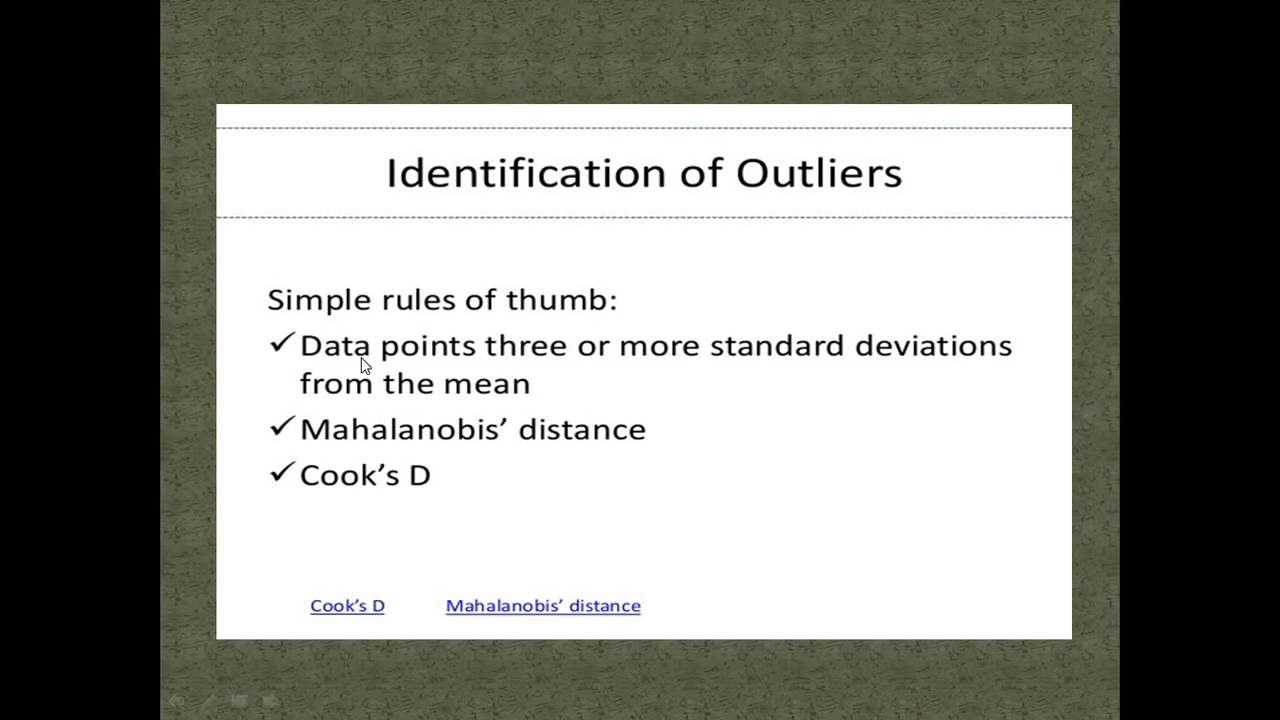 Identification of Outliers
Simple rules of thumb:
✓Data points three or more standard deviations
from the mean
✓Mahalanobis’ distance
✓Cook’s D
Cook’s D Mahalanobis’ distance